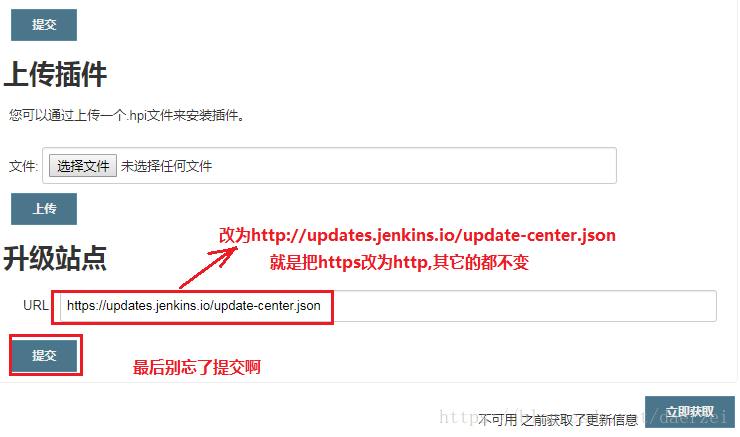 提交
上传插件
您可以通过上传一个.hpi文件来安装插件。
文件: 选择文件 未选择任何文件
上传
改为http://updates.jenkins.io/update-center.json
升级站点
就是把https改为http,其它的都不变
URL https://updates.jenkins.io/update-center.json
提交
最后别忘了提交啊
不可用 之前获取了更新信息 立即获取